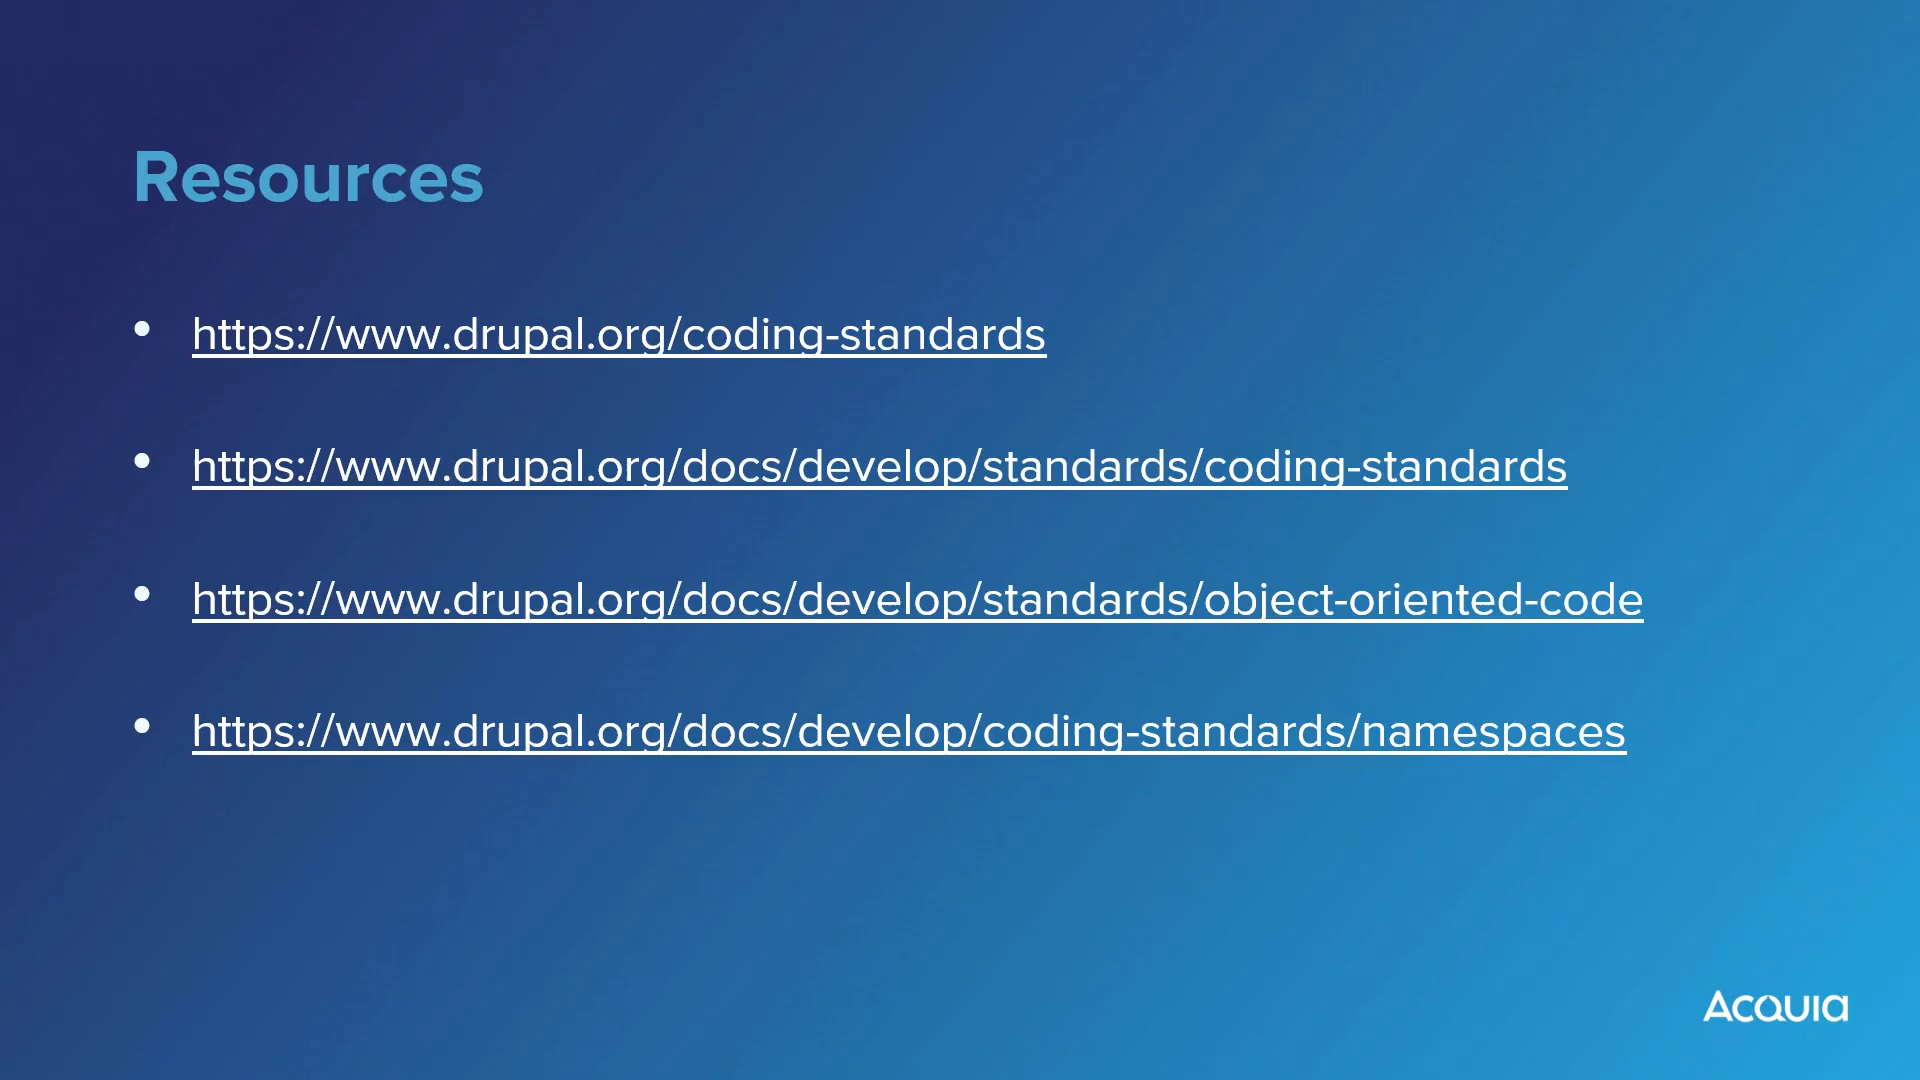 Resources
• https://www.drupal.org/coding-standards
• https://www.drupal.org/docs/develop/standards/coding-standards
• https://www.drupal.org/docs/develop/standards/object-oriented-code
• https://www.drupal.org/docs/develop/coding-standards/namespaces
Acquia